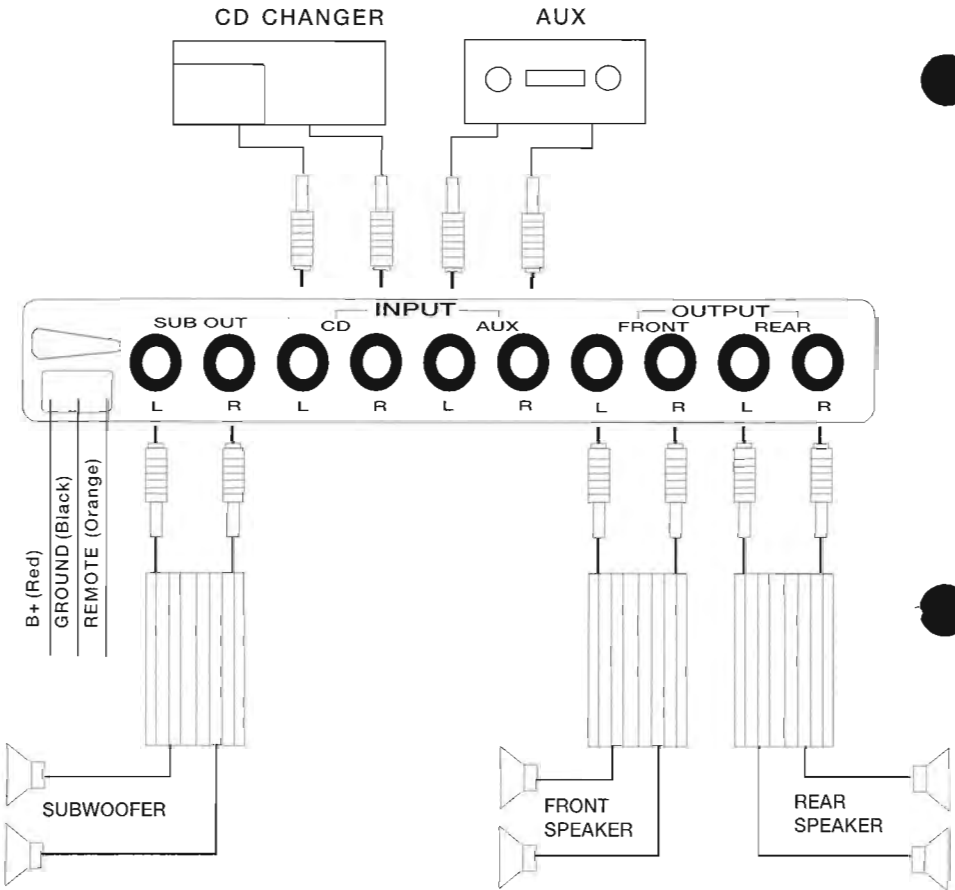 CD CHANGER
AUX
INPUT
OUTPUT
SUB OUT
CD
AUX
FRONT
REAR
L R L R L R L R L R
B+ (Red)
GROUND (Black)
REMOTE (Orange)
SUBWOOFER
FRONT
SPEAKER
REAR
SPEAKER